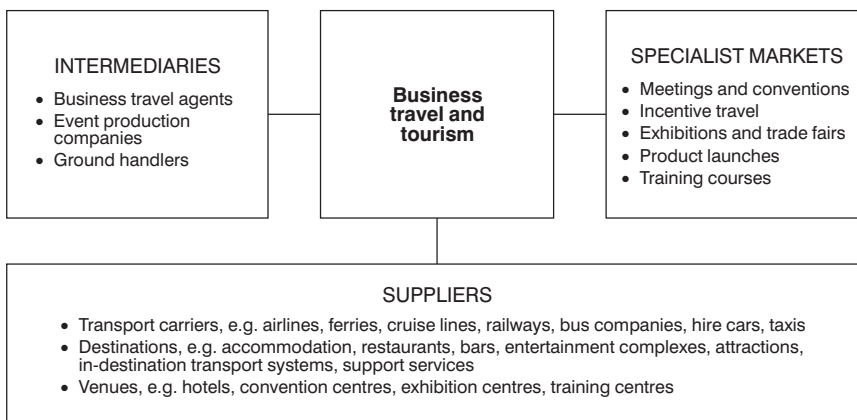 INTERMEDIARIES
• Business travel agents
• Event production
companies
• Ground handlers
Business
travel and
tourism
SPECIALIST MARKETS
• Meetings and conventions
• Incentive travel
• Exhibitions and trade fairs
• Product launches
• Training courses
SUPPLIERS
• Transport carriers, e.g. airlines, ferries, cruise lines, railways, bus companies, hire cars, taxis
• Destinations, e.g. accommodation, restaurants, bars, entertainment complexes, attractions,
in-destination transport systems, support services
• Venues, e.g. hotels, convention centres, exhibition centres, training centres